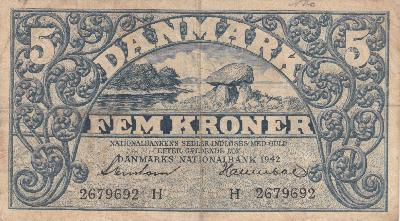 5 DANMARK 5
FEM KRONER
NATIONALBANKENS SEDLER INDLØSES MED GULD
EFTER GÆLDENDE LOV
DANMARKS NATIONALBANK 1942
2679692 H H 2679692